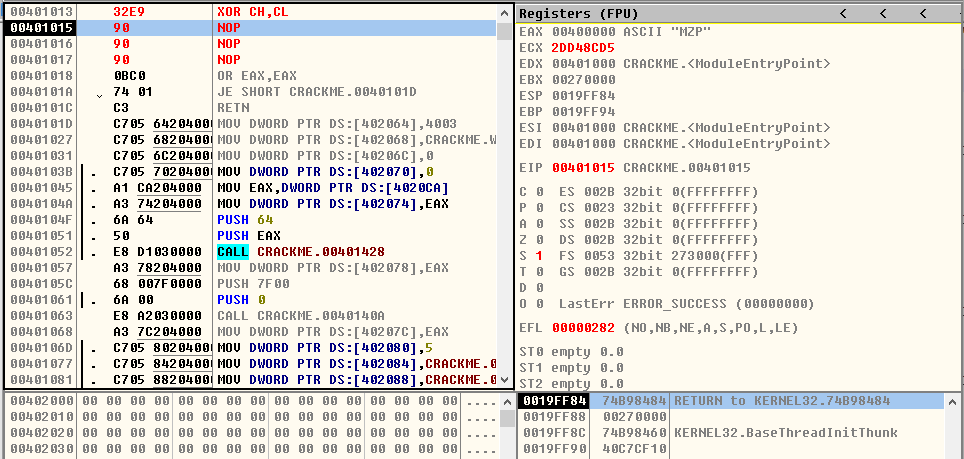 00401013 32E9 XOR CH,CL
00401015 90 NOP
00401016 90 NOP
00401017 90 NOP
00401018 0BC0 OR EAX,EAX
0040101A 74 01 JE SHORT CRACKME.0040101D
0040101C C3 RETN
0040101D C705 64204000 MOV DWORD PTR DS:[402064],4003
00401027 C705 68204000 MOV DWORD PTR DS:[402068],CRACKME.W
00401031 C705 6C204000 MOV DWORD PTR DS:[40206C],0
0040103B . C705 70204000 MOV DWORD PTR DS:[402070],0
00401045 . A1 CA204000 MOV EAX,DWORD PTR DS:[4020CA]
0040104A . A3 74204000 MOV DWORD PTR DS:[402074],EAX
0040104F . 6A 64 PUSH 64
00401051 . 50 PUSH EAX
00401052 . E8 D1030000 CALL CRACKME.00401428
00401057 A3 78204000 MOV DWORD PTR DS:[402078],EAX
0040105C 68 007F0000 PUSH 7F00
00401061 . 6A 00 PUSH 0
00401063 E8 A2030000 CALL CRACKME.0040140A
00401068 A3 7C204000 MOV DWORD PTR DS:[40207C],EAX
0040106D . C705 80204000 MOV DWORD PTR DS:[402080],5
00401077 . C705 84204000 MOV DWORD PTR DS:[402084],CRACKME.0
00401081 . C705 88204000 MOV DWORD PTR DS:[402088],CRACKME.0
Registers (FPU) < < <
EAX 00400000 ASCII "MZP"
ECX 2DD48CD5
EDX 00401000 CRACKME.<ModuleEntryPoint>
EBX 00270000
ESP 0019FF84
EBP 0019FF94
ESI 00401000 CRACKME.<ModuleEntryPoint>
EDI 00401000 CRACKME.<ModuleEntryPoint>
EIP 00401015 CRACKME.00401015
C 0 ES 002B 32bit 0(FFFFFFFF)
P 0 CS 0023 32bit 0(FFFFFFFF)
A 0 SS 002B 32bit 0(FFFFFFFF)
Z 0 DS 002B 32bit 0(FFFFFFFF)
S 1 FS 0053 32bit 273000(FFF)
T 0 GS 002B 32bit 0(FFFFFFFF)
D 0
O 0 LastErr ERROR_SUCCESS (00000000)
EFL 00000282 (NO,NB,NE,A,S,PO,L,LE)
ST0 empty 0.0
ST1 empty 0.0
ST2 empty 0.0
00402000 00 00 00 00 00 00 00 00 00 00 00 00 00 00 00 00 ....
00402010 00 00 00 00 00 00 00 00 00 00 00 00 00 00 00 00 ....
00402020 00 00 00 00 00 00 00 00 00 00 00 00 00 00 00 00 ....
00402030 00 00 00 00 00 00 00 00 00 00 00 00 00 00 00 00 ....
0019FF84 74B98484 RETURN to KERNEL32.74B98484
0019FF88 00270000
0019FF8C 74B98460 KERNEL32.BaseThreadInitThunk
0019FF90 40C7CF10